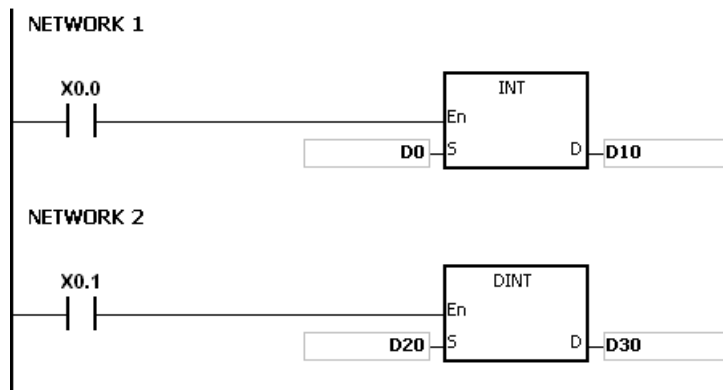 NETWORK 1
X0.0
INT
En
D0 S D D10
NETWORK 2
X0.1
DINT
En
D20 S D D30